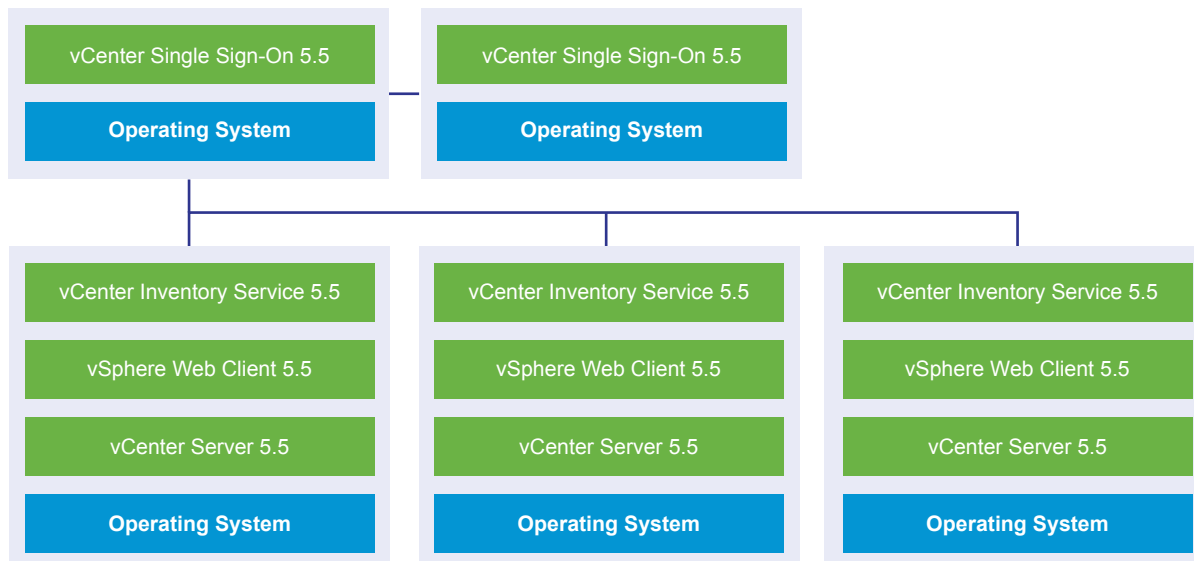 vCenter Single Sign-On 5.5
Operating System
vCenter Single Sign-On 5.5
Operating System
vCenter Inventory Service 5.5
vSphere Web Client 5.5
vCenter Server 5.5
Operating System
vCenter Inventory Service 5.5
vSphere Web Client 5.5
vCenter Server 5.5
Operating System
vCenter Inventory Service 5.5
vSphere Web Client 5.5
vCenter Server 5.5
Operating System